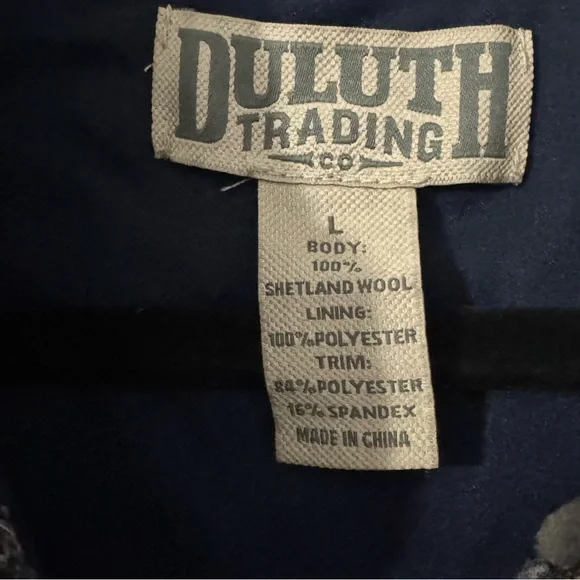 DULUTH
TRADING
CO
L
BODY:
100%
SHETLAND WOOL
LINING:
100%POLYESTER
TRIM:
84%POLYESTER
16%SPANDEX
MADE IN CHINA